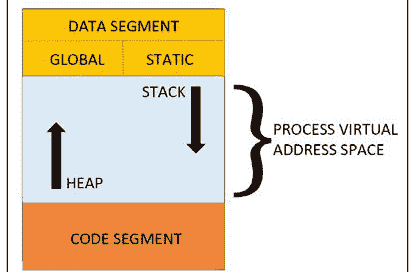 DATA SEGMENT
GLOBAL STATIC
STACK
HEAP
PROCESS VIRTUAL
ADDRESS SPACE
CODE SEGMENT